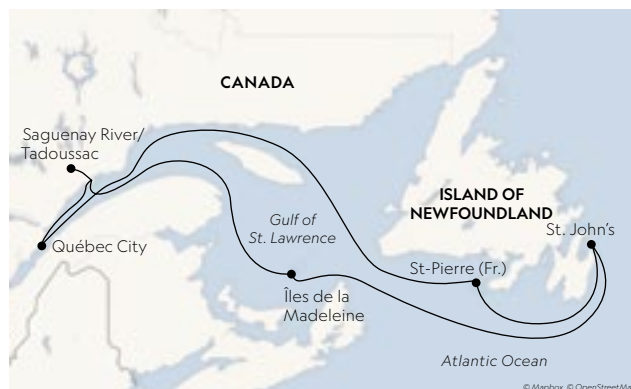 CANADA
Saguenay River/
Tadoussac
ISLAND OF
NEWFOUNDLAND
Gulf of
St. Lawrence
St. John's
Québec City
St-Pierre (Fr.)
Îles de la
Madeleine
Atlantic Ocean
© Mapbox, © OpenStreetMa